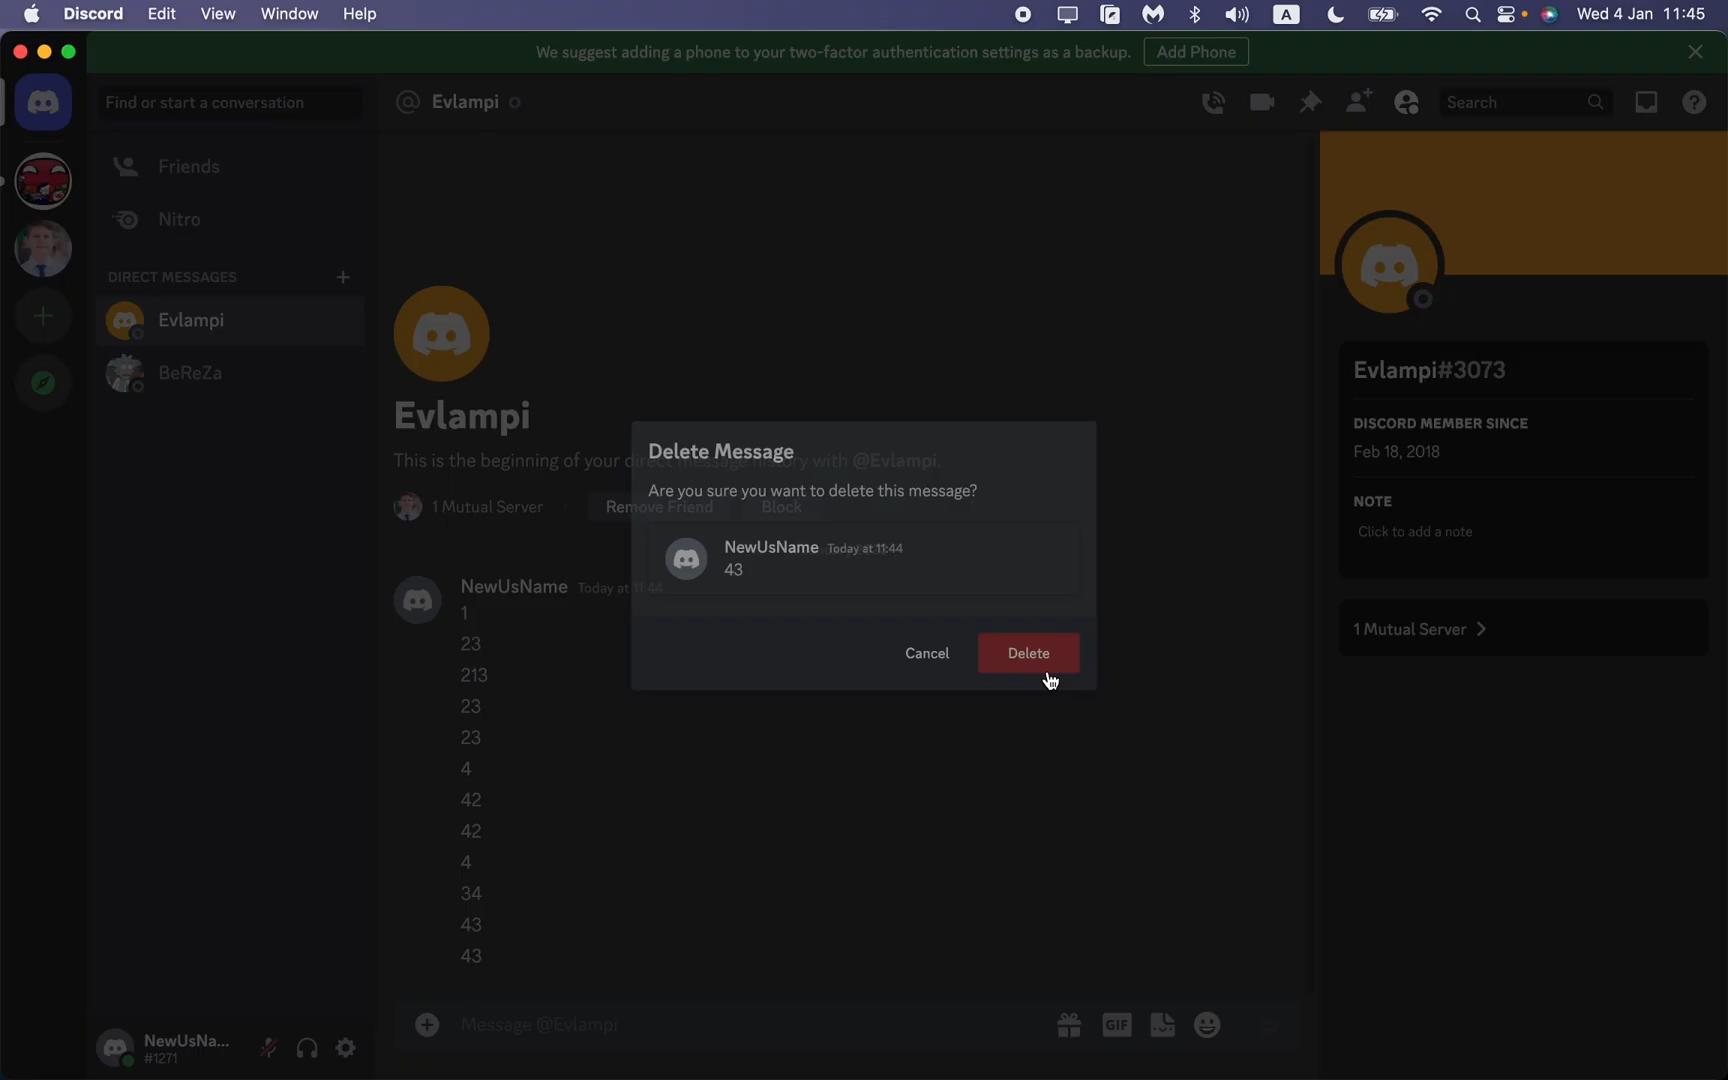 Discord Edit View Window Help A Wed 4 Jan 11:45
We suggest adding a phone to your two-factor authentication settings as a backup. Add Phone
Find or start a conversation
Evlampi
Search
Friends
Nitro
DIRECT MESSAGES
Evlampi
BeReZa
Evlampi
This is the beginning of your direct message history with @Evlampi.
1 Mutual Server Remove Friend Block
NewUsName Today at 11:44
1
23
213
23
23
4
42
42
4
34
43
43
Delete Message
Are you sure you want to delete this message?
NewUsName Today at 11:44
43
Cancel Delete
Message @Evlampi
GIF
NewUsNa...
#1271
Evlampi#3073
DISCORD MEMBER SINCE
Feb 18, 2018
NOTE
Click to add a note
1 Mutual Server